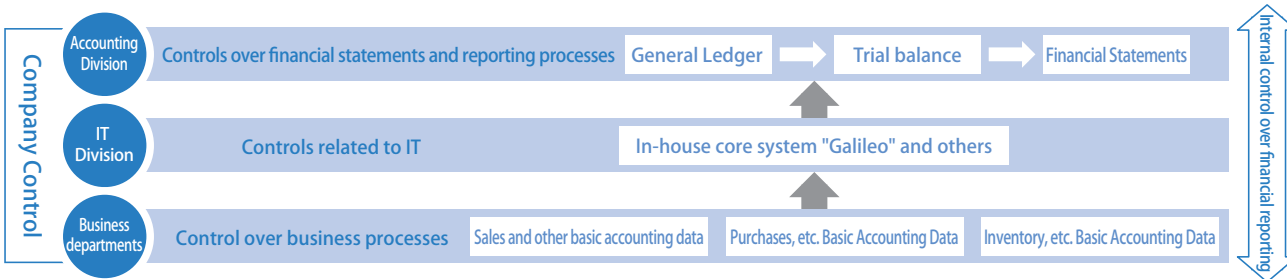 Company Control
Accounting
Division
Controls over financial statements and reporting processes
General Ledger
Trial balance
Financial Statements
IT
Division
Controls related to IT
In-house core system "Galileo" and others
Business
departments
Control over business processes
Sales and other basic accounting data
Purchases, etc. Basic Accounting Data
Inventory, etc. Basic Accounting Data
Internal control over financial reporting